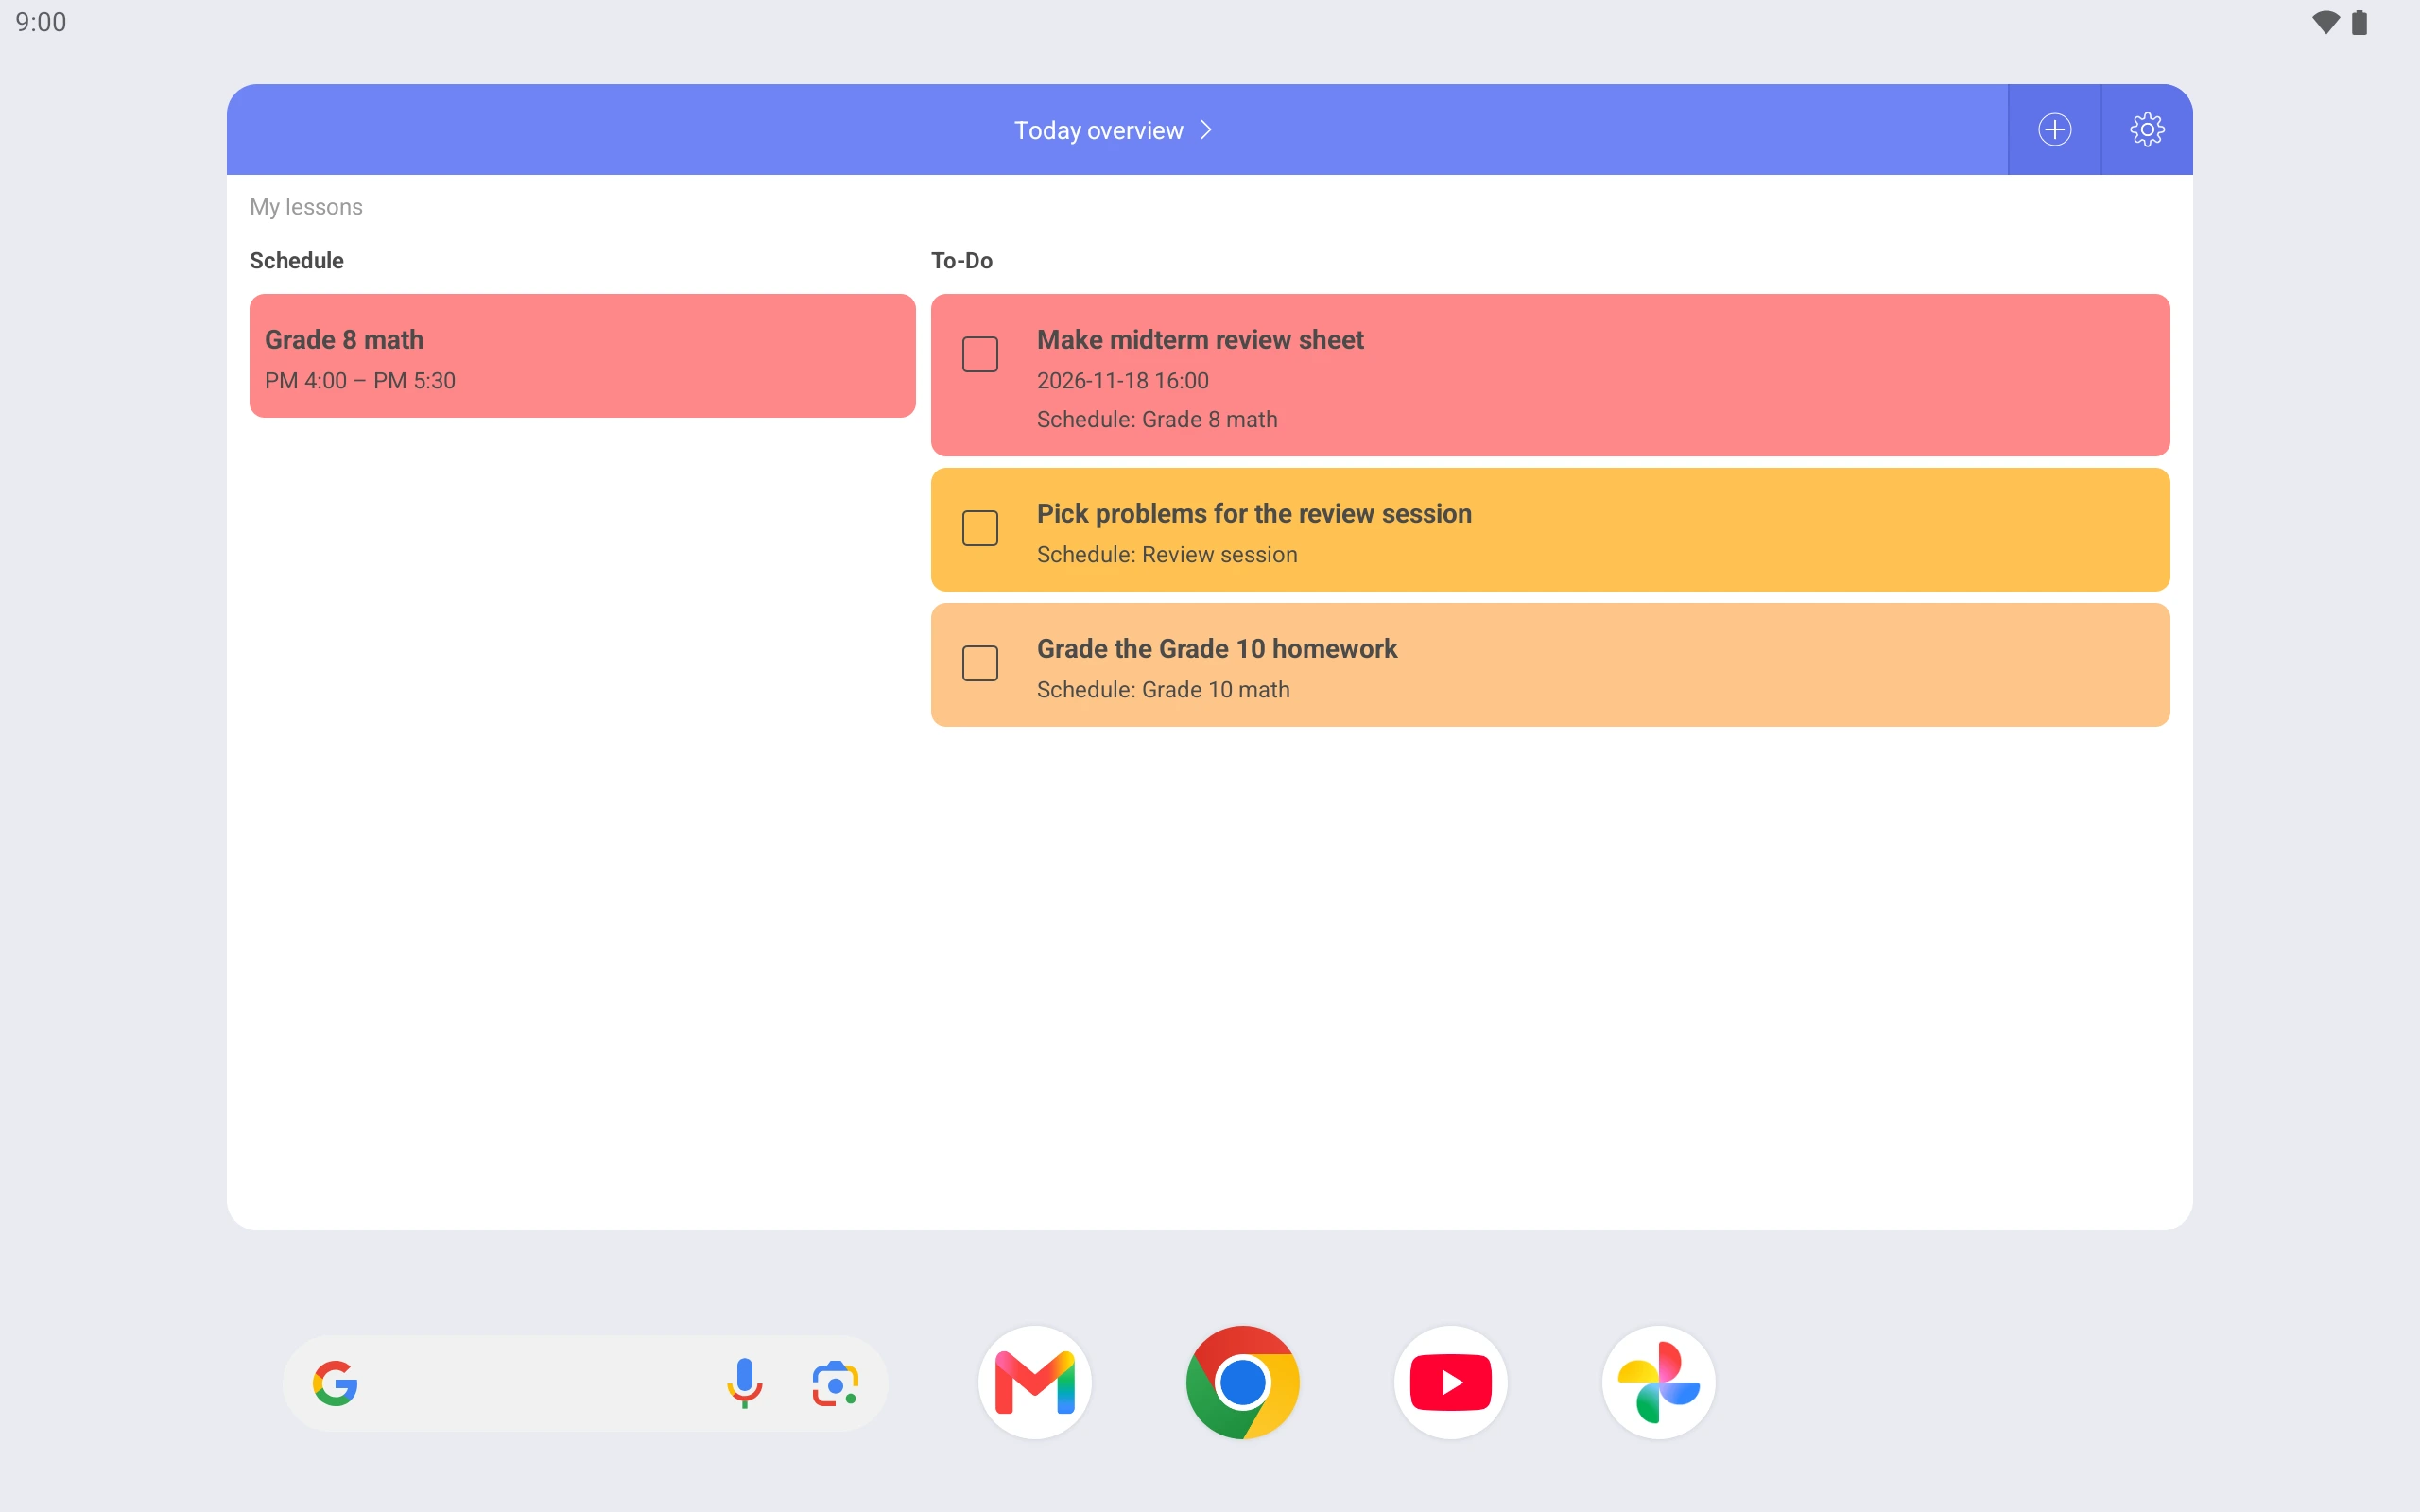 9:00
Today overview
My lessons
Schedule
Grade 8 math
PM 4:00 – PM 5:30
To-Do
Make midterm review sheet
2026-11-18 16:00
Schedule: Grade 8 math
Pick problems for the review session
Schedule: Review session
Grade the Grade 10 homework
Schedule: Grade 10 math